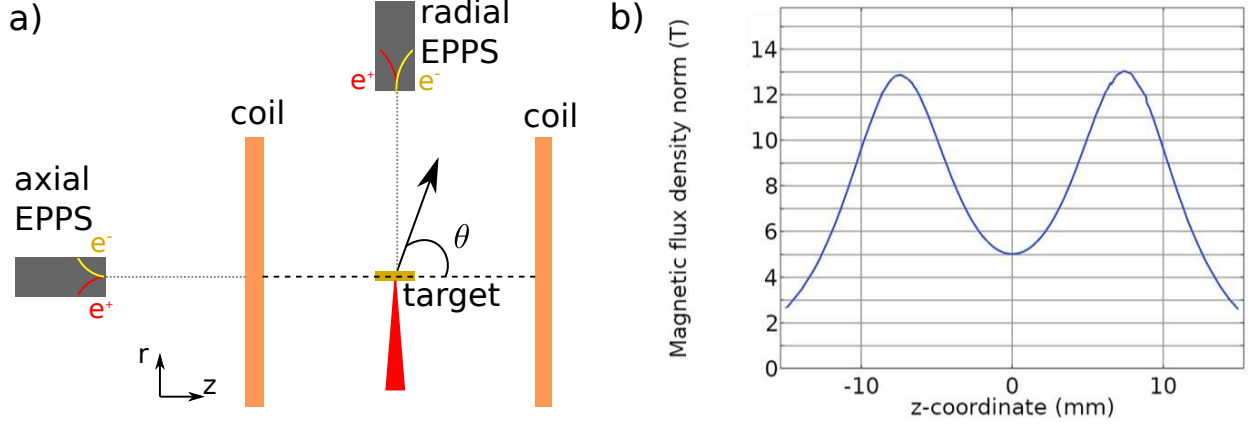 a)
radial
EPPS
e⁺
e⁻
coil
coil
axial
EPPS
e⁻
e⁺
θ
target
r
z
b)
Magnetic flux density norm (T)
14
12
10
8
6
4
2
0
-10 0 10
z-coordinate (mm)